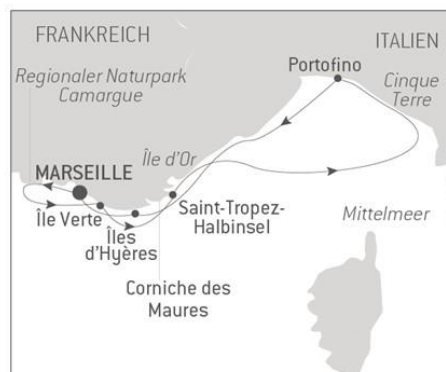 FRANKREICH
ITALIEN
Regionaler Naturpark
Camargue
Portofino
Cinque
Terre
MARSEILLE
Île d'Or
Île Verte
Îles
d'Hyères
Saint-Tropez-
Halbinsel
Mittelmeer
Corniche des
Maures